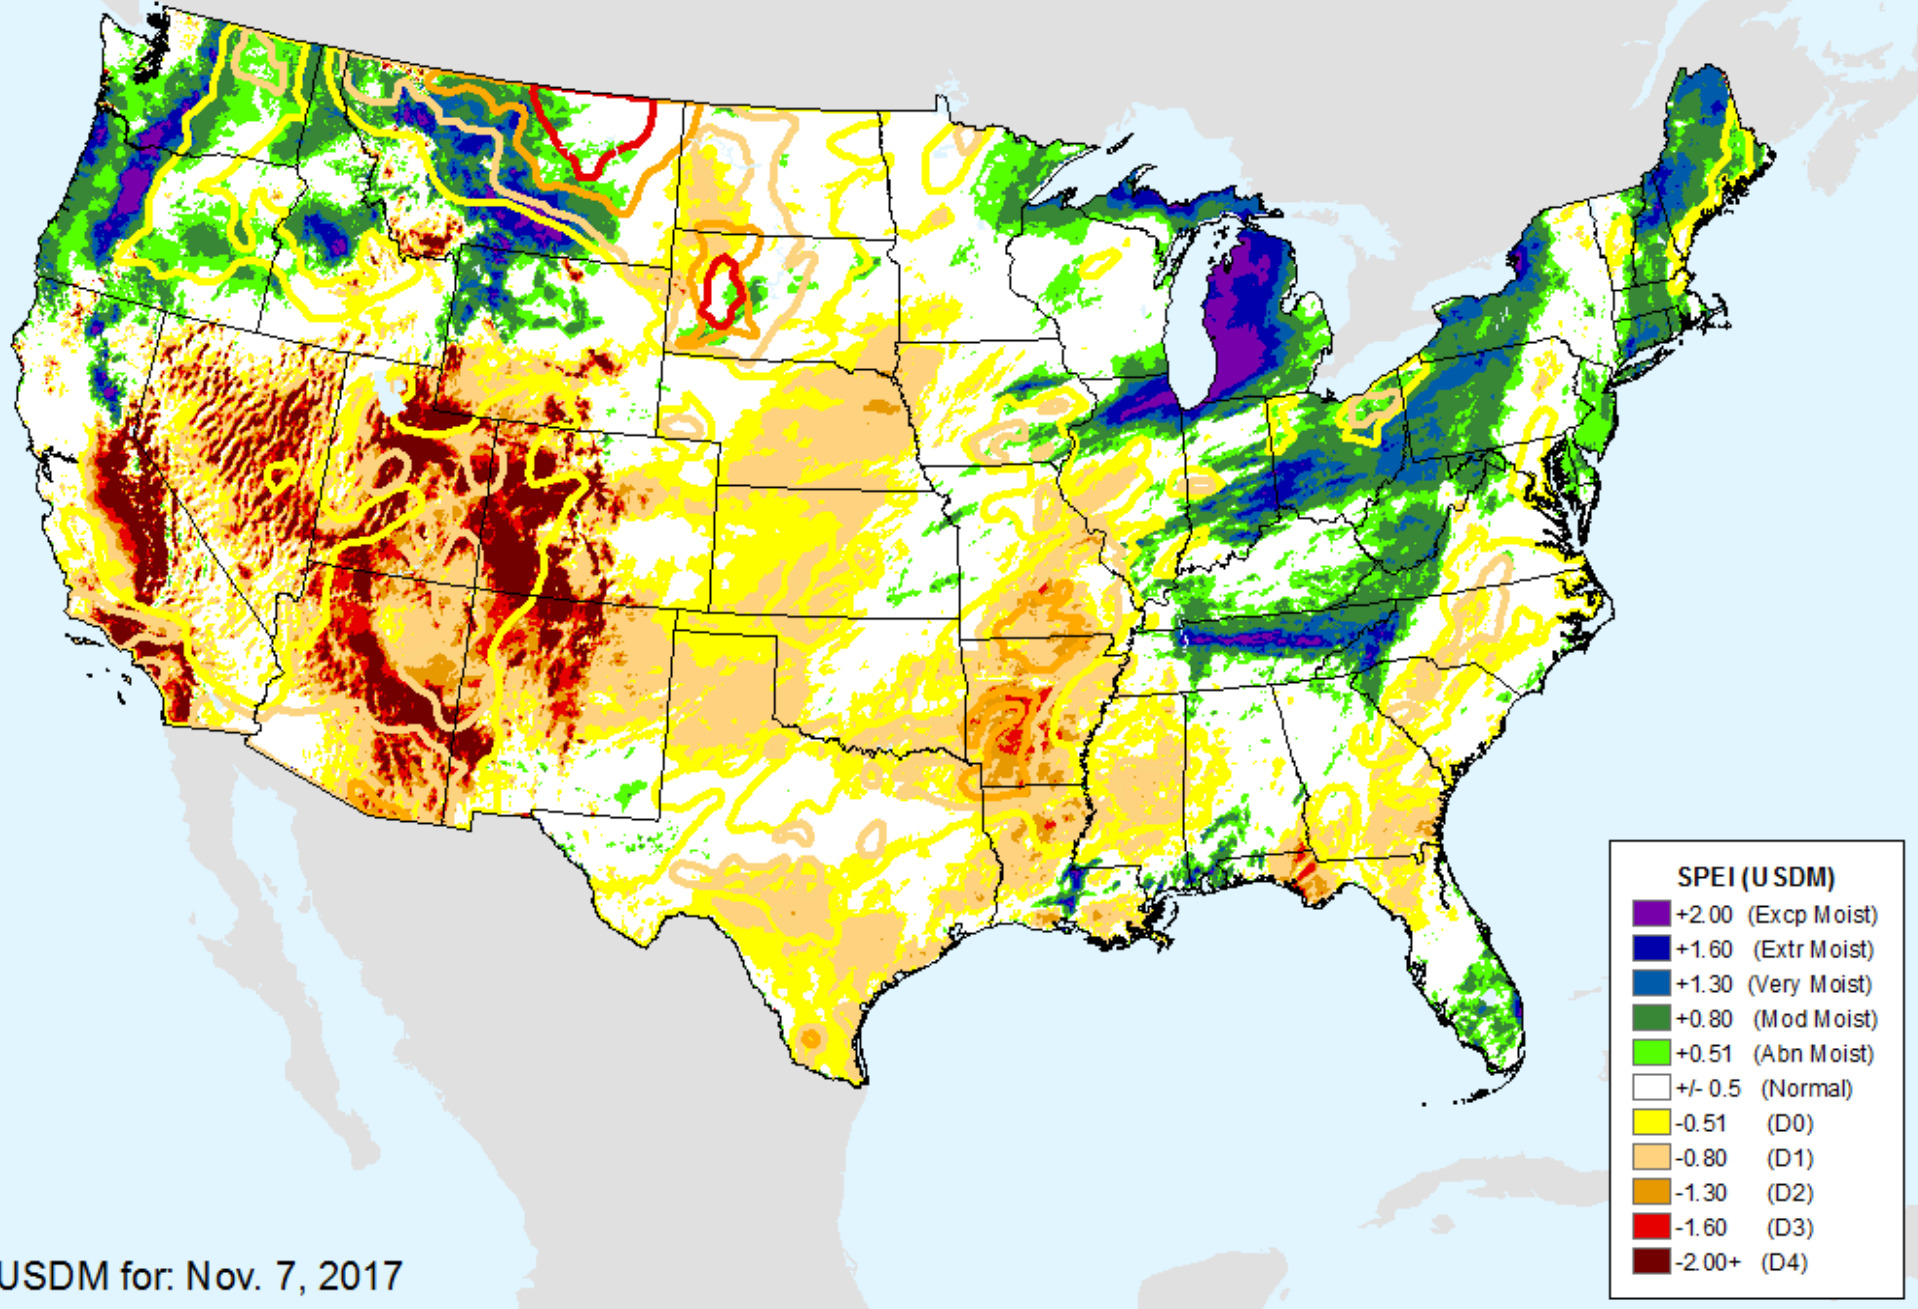 SPEI (USDM)
+2.00 (Excp Moist)
+1.60 (Extr Moist)
+1.30 (Very Moist)
+0.80 (Mod Moist)
+0.51 (Abn Moist)
+/- 0.5 (Normal)
-0.51 (D0)
-0.80 (D1)
-1.30 (D2)
-1.60 (D3)
-2.00+ (D4)
USDM for: Nov. 7, 2017